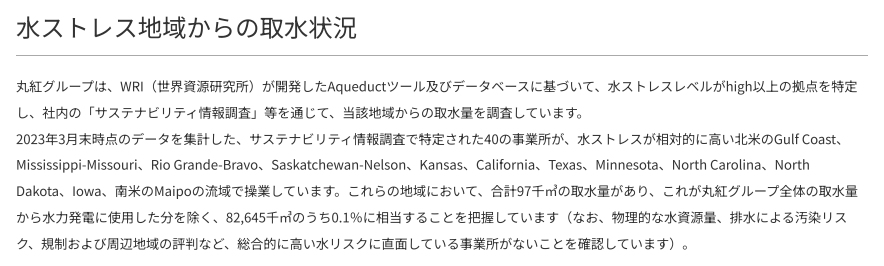 水ストレス地域からの取水状況
丸紅グループは、WRI（世界資源研究所）が開発したAqueductツール及びデータベースに基づいて、水ストレスレベルがhigh以上の拠点を特定
し、社内の「サステナビリティ情報調査」等を通じて、当該地域からの取水量を調査しています。
2023年3月末時点のデータを集計した、サステナビリティ情報調査で特定された40の事業所が、水ストレスが相対的に高い北米のGulf Coast、
Mississippi-Missouri、Rio Grande-Bravo、Saskatchewan-Nelson、Kansas、California、Texas、Minnesota、North Carolina、North
Dakota、Iowa、南米のMaipoの流域で操業しています。これらの地域において、合計97千㎥の取水量があり、これが丸紅グループ全体の取水量
から水力発電に使用した分を除く、82,645千㎥のうち0.1%に相当することを把握しています（なお、物理的な水資源量、排水による汚染リス
ク、規制および周辺地域の評判など、総合的に高い水リスクに直面している事業所がないことを確認しています）。